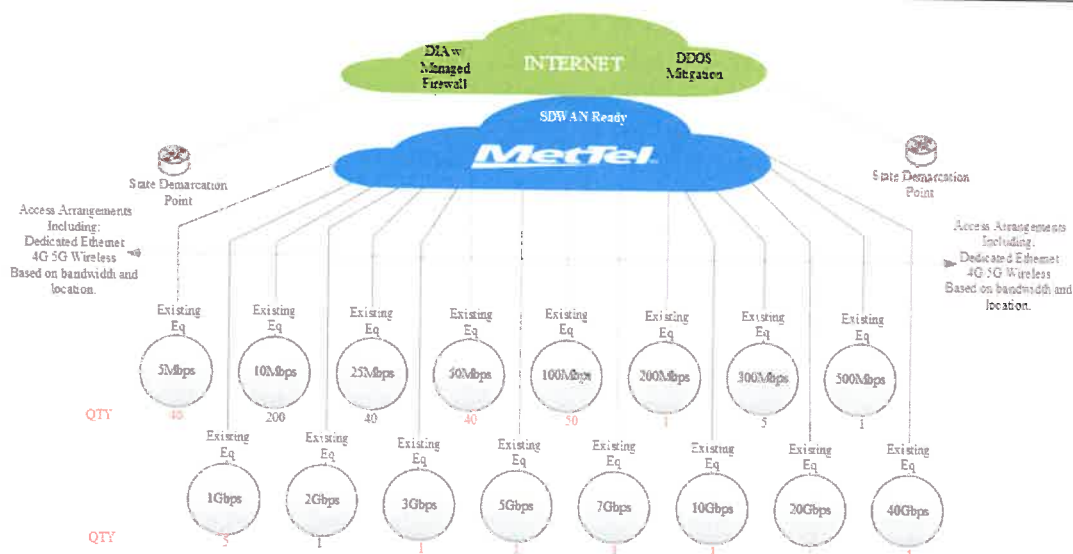 DIA w
Managed
Firewall
INTERNET
DDOS
Mitigation
SDWAN Ready
MetTel
State Demarcation
Point
State Demarcation
Point
Access Arrangements
Including:
Dedicated Ethernet
4G 5G Wireless
Based on bandwidth and
location.
Access Arrangements
Including:
Dedicated Ethernet
4G 5G Wireless
Based on bandwidth and
location.
Existing
Eq
Existing
Eq
Existing
Eq
Existing
Eq
Existing
Eq
Existing
Eq
Existing
Eq
Existing
Eq
5Mbps
10Mbps
25Mbps
50Mbps
100Mbps
200Mbps
300Mbps
500Mbps
QTY
40
200
40
40
50
1
5
1
Existing
Eq
Existing
Eq
Existing
Eq
Existing
Eq
Existing
Eq
Existing
Eq
Existing
Eq
Existing
Eq
1Gbps
2Gbps
3Gbps
5Gbps
7Gbps
10Gbps
20Gbps
40Gbps
QTY
5
1
1
1